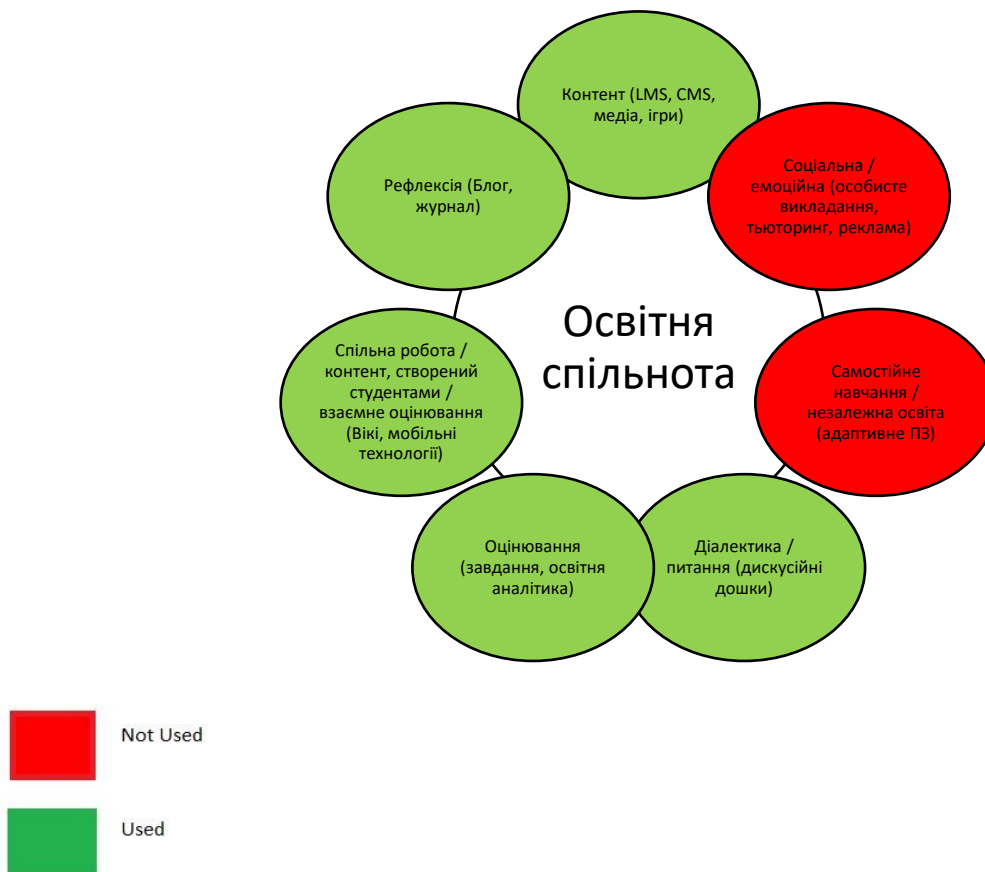 Контент (LMS, CMS,
медіа, ігри)
Соціальна /
емоційна (особисте
викладання,
тьюторинг, реклама)
Самостійне
навчання /
незалежна освіта
(адаптивне ПЗ)
Діалектика /
питання (дискусійні
дошки)
Оцінювання
(завдання, освітня
аналітика)
Спільна робота /
контент, створений
студентами /
взаємне оцінювання
(Вікі, мобільні
технології)
Рефлексія (Блог,
журнал)
Освітня
спільнота
Not Used
Used